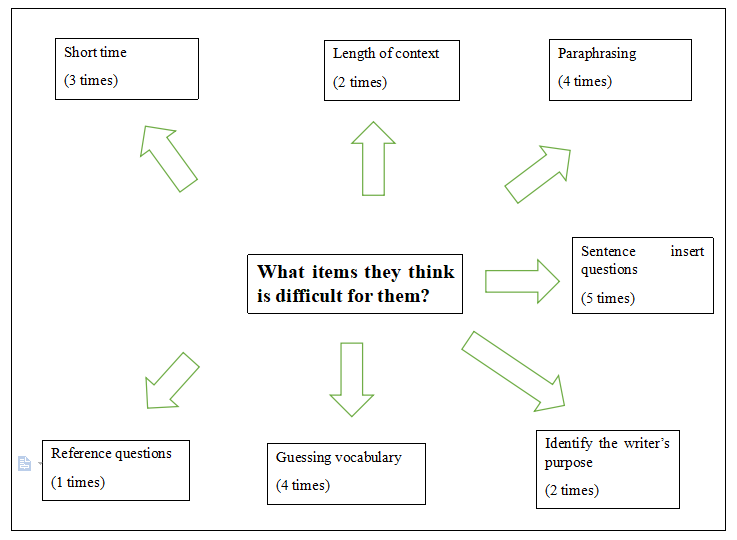 Short time
(3 times)
Length of context
(2 times)
Paraphrasing
(4 times)
Sentence insert
questions
(5 times)
What items they think
is difficult for them?
Reference questions
(1 times)
Guessing vocabulary
(4 times)
Identify the writer's
purpose
(2 times)